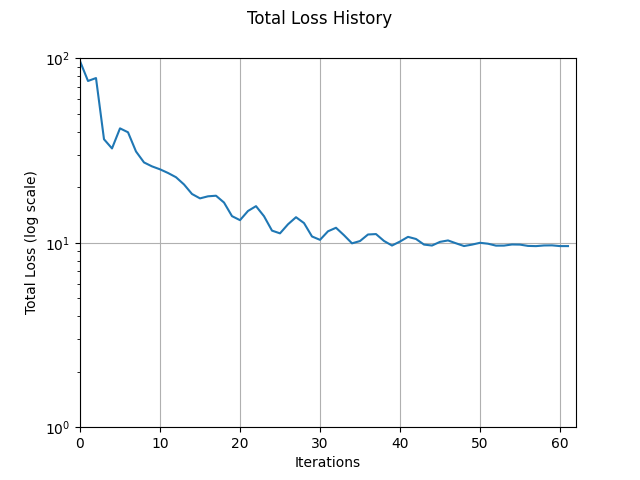 Total Loss History
10²
10¹
10⁰
Total Loss (log scale)
0 10 20 30 40 50 60
Iterations